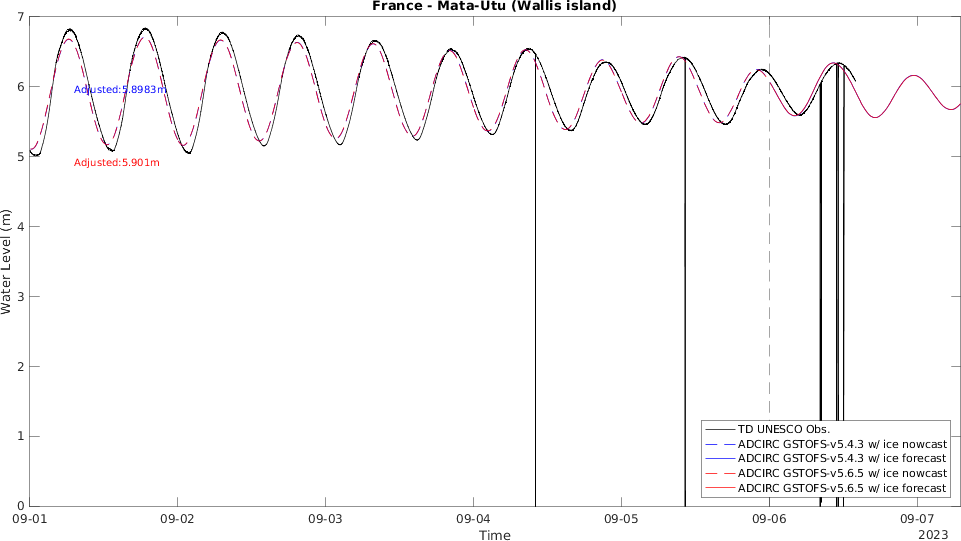 France - Mata-Utu (Wallis island)
7
6
5
4
3
2
1
0
Water Level (m)
Adjusted:5.8983m
Adjusted:5.901m
TD UNESCO Obs.
ADCIRC GSTOFS-v5.4.3 w/ ice nowcast
ADCIRC GSTOFS-v5.4.3 w/ ice forecast
ADCIRC GSTOFS-v5.6.5 w/ ice nowcast
ADCIRC GSTOFS-v5.6.5 w/ ice forecast
09-01 09-02 09-03 09-04 09-05 09-06 09-07
Time
2023